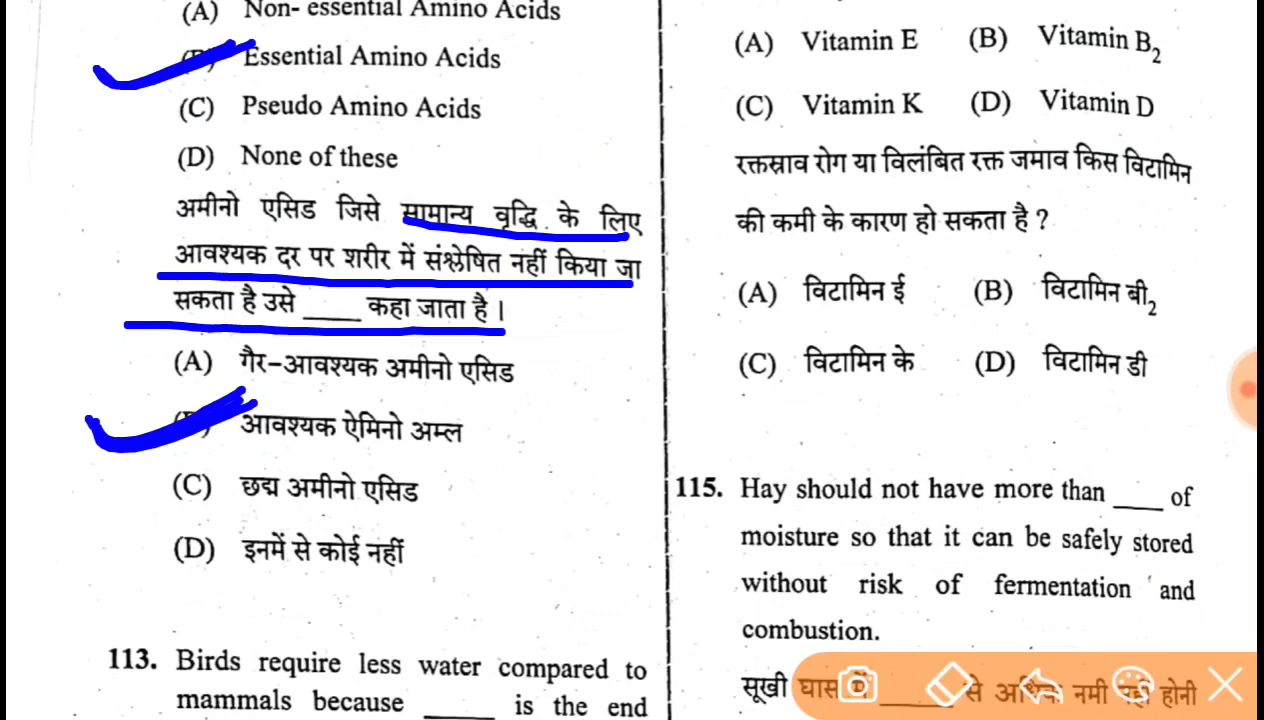 (A) Non- essential Amino Acids
Essential Amino Acids
(C) Pseudo Amino Acids
(D) None of these
अमीनो एसिड जिसे सामान्य वृद्धि के लिए
आवश्यक दर पर शरीर में संश्लेषित नहीं किया जा
सकता है उसे ____ कहा जाता है।
(A) गैर-आवश्यक अमीनो एसिड
आवश्यक ऐमिनो अम्ल
(C) छद्म अमीनो एसिड
(D) इनमें से कोई नहीं
113. Birds require less water compared to
mammals because ____ is the end
(A) Vitamin E (B) Vitamin B2
(C) Vitamin K (D) Vitamin D
रक्तस्राव रोग या विलंबित रक्त जमाव किस विटामिन
की कमी के कारण हो सकता है ?
(A) विटामिन ई (B) विटामिन बी2
(C) विटामिन के (D) विटामिन डी
115. Hay should not have more than ____ of
moisture so that it can be safely stored
without risk of fermentation and
combustion.
सूखी घास में ____ से अधिक नमी नहीं होनी